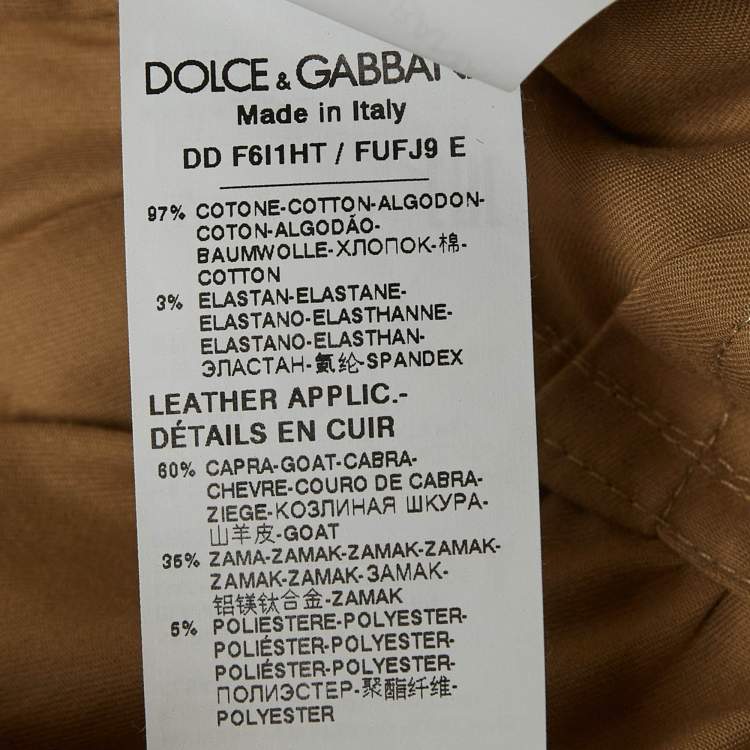 DOLCE & GABBANA
Made in Italy
DD F6I1HT / FUFJ9 E
97% COTONE-COTTON-ALGODON-
COTON-ALGODÃO-
BAUMWOLLE-ХЛОПОК-棉-
COTTON
3% ELASTAN-ELASTANE-
ELASTANO-ELASTHANNE-
ELASTANO-ELASTHAN-
ЭЛАСТАН-氨纶-SPANDEX
LEATHER APPLIC.-
DÉTAILS EN CUIR
60% CAPRA-GOAT-CABRA-
CHEVRE-COURO DE CABRA-
ZIEGE-КОЗЛИНАЯ ШКУРА-
山羊皮-GOAT
35% ZAMA-ZAMAK-ZAMAK-ZAMAK-
ZAMAK-ZAMAK-ЗАМАК-
铝镁钛合金-ZAMAK
5% POLIESTERE-POLYESTER-
POLIÉSTER-POLYESTER-
POLIÉSTER-POLYESTER-
ПОЛИЭСТЕР-聚酯纤维-
POLYESTER